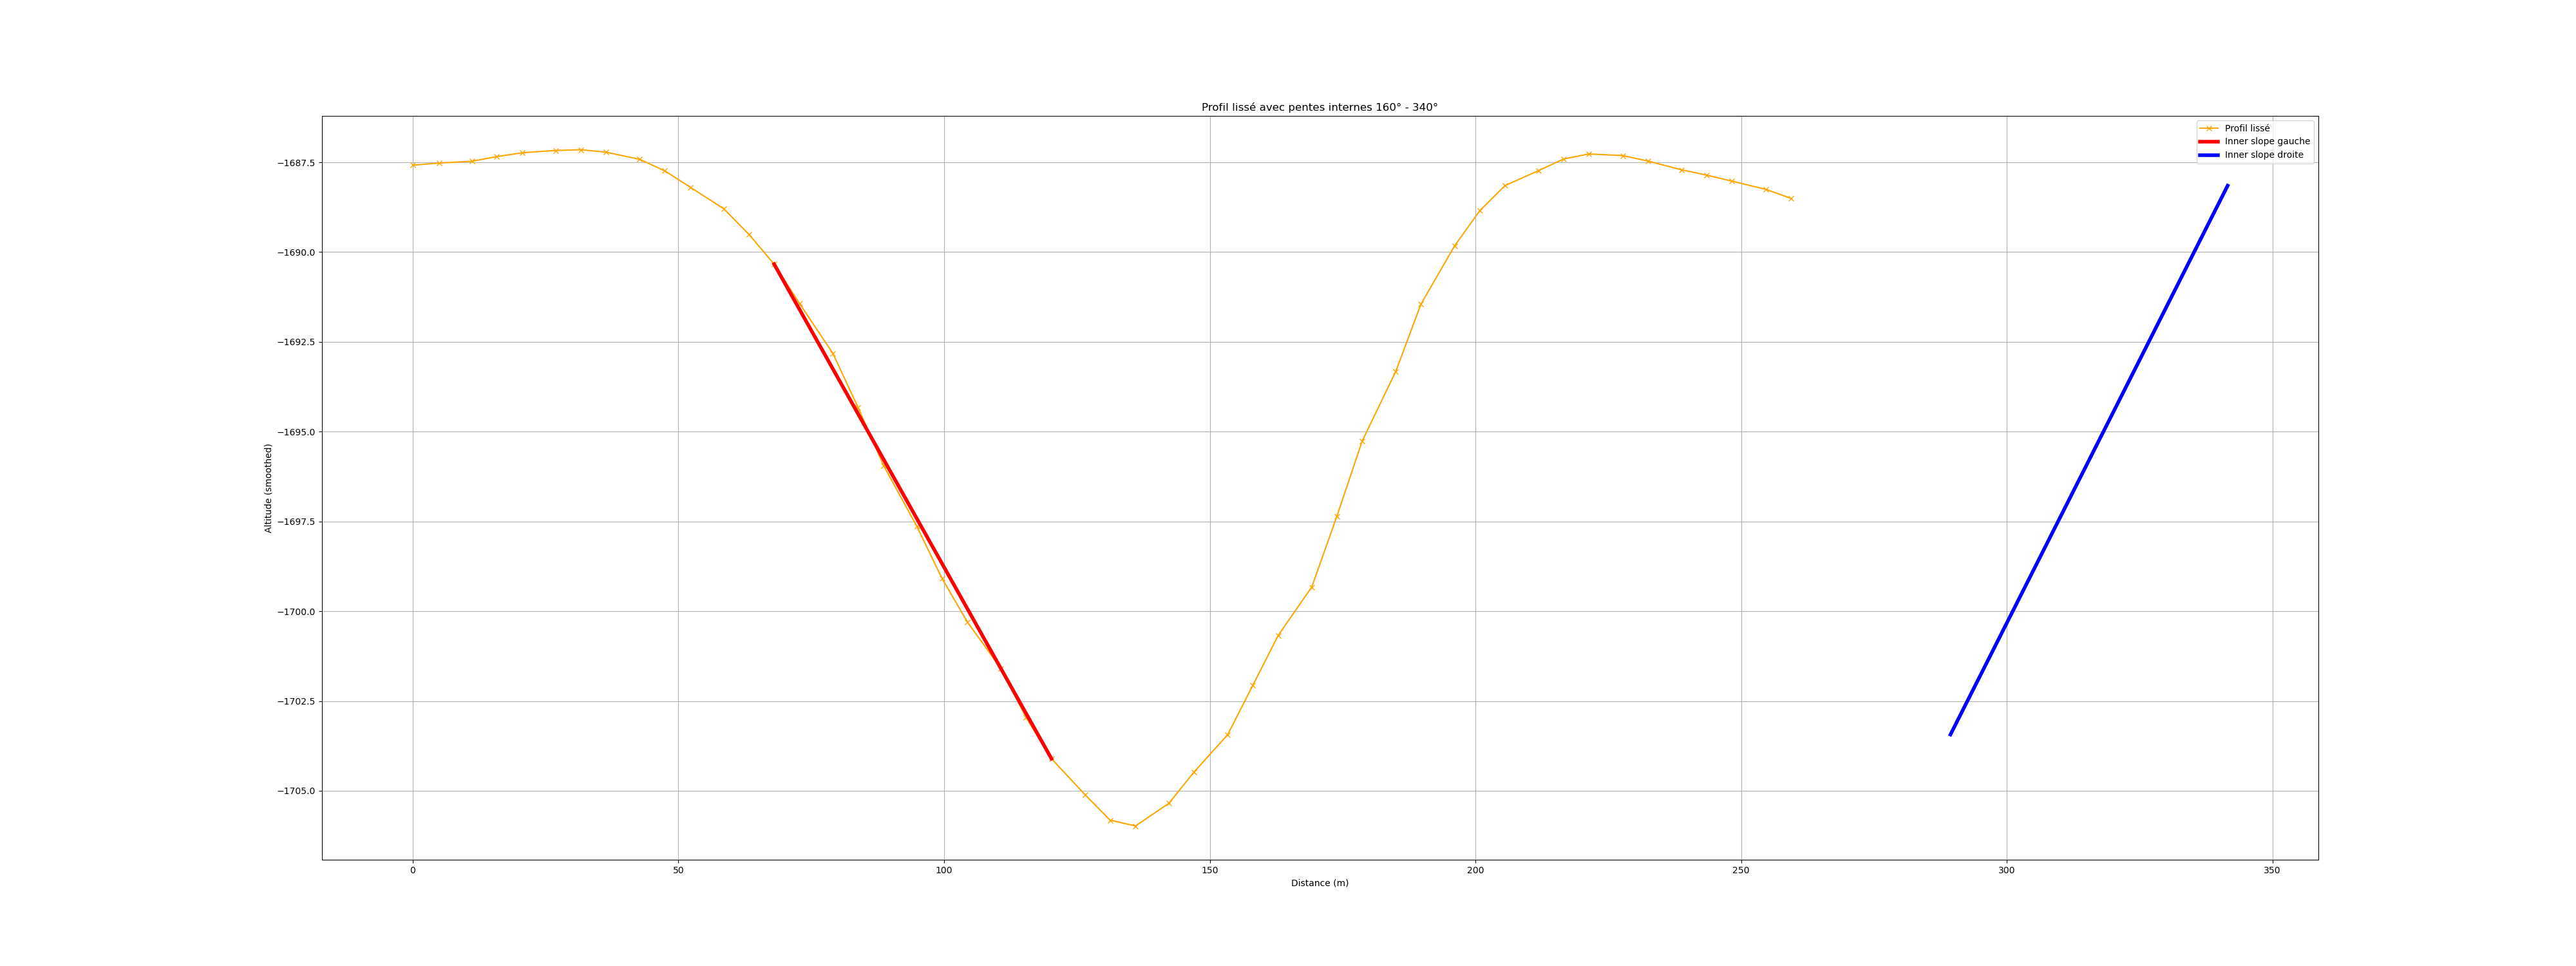 Profil lissé avec pentes internes 160° - 340°
Profil lissé
Inner slope gauche
Inner slope droite
−1687.5
−1690.0
−1692.5
−1695.0
−1697.5
−1700.0
−1702.5
−1705.0
Altitude (smoothed)
0 50 100 150 200 250 300 350
Distance (m)